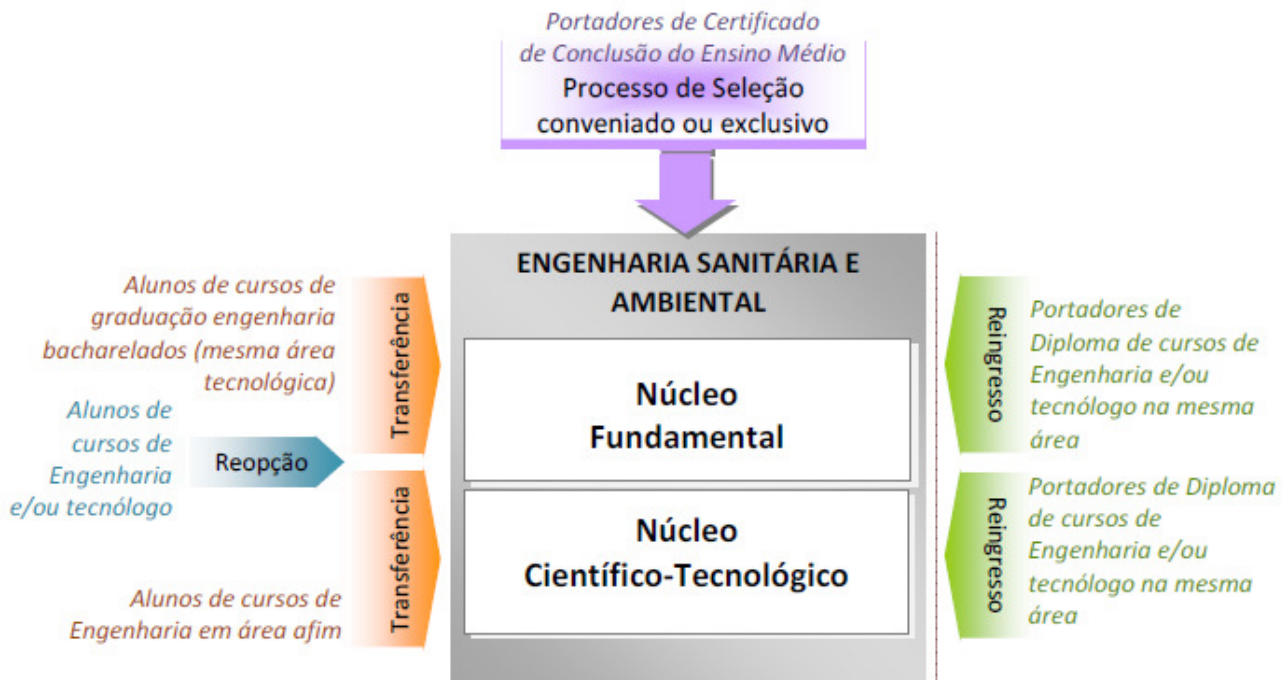 Portadores de Certificado
de Conclusão do Ensino Médio
Processo de Seleção
conveniado ou exclusivo
ENGENHARIA SANITÁRIA E
AMBIENTAL
Alunos de cursos de
graduação engenharia
bacharelados (mesma área
tecnológica)
Transferência
Alunos de
cursos de
Engenharia
e/ou tecnólogo
Reopção
Alunos de cursos de
Engenharia em área afim
Transferência
Núcleo
Fundamental
Núcleo
Científico-Tecnológico
Reingresso
Portadores de
Diploma de cursos de
Engenharia e/ou
tecnólogo na mesma
área
Reingresso
Portadores de Diploma
de cursos de
Engenharia e/ou
tecnólogo na mesma
área